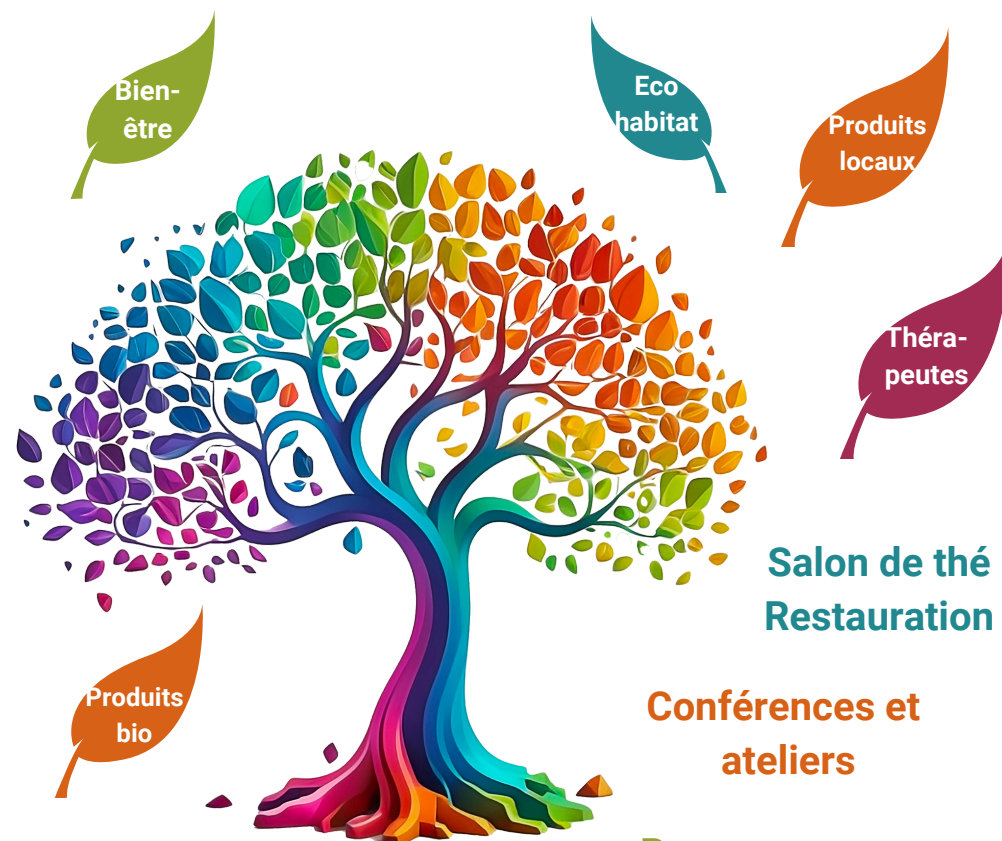 Bien-
être
Eco
habitat
Produits
locaux
Théra-
peutes
Salon de thé
Restauration
Produits
bio
Conférences et
ateliers